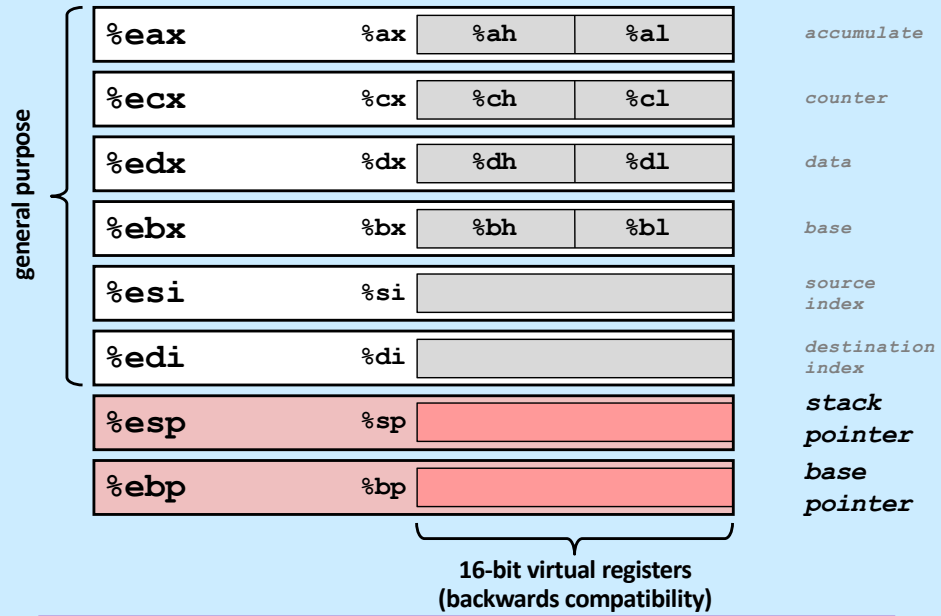 general purpose
%eax %ax %ah %al accumulate
%ecx %cx %ch %cl counter
%edx %dx %dh %dl data
%ebx %bx %bh %bl base
%esi %si source
index
%edi %di destination
index
%esp %sp stack
pointer
%ebp %bp base
pointer
16-bit virtual registers
(backwards compatibility)